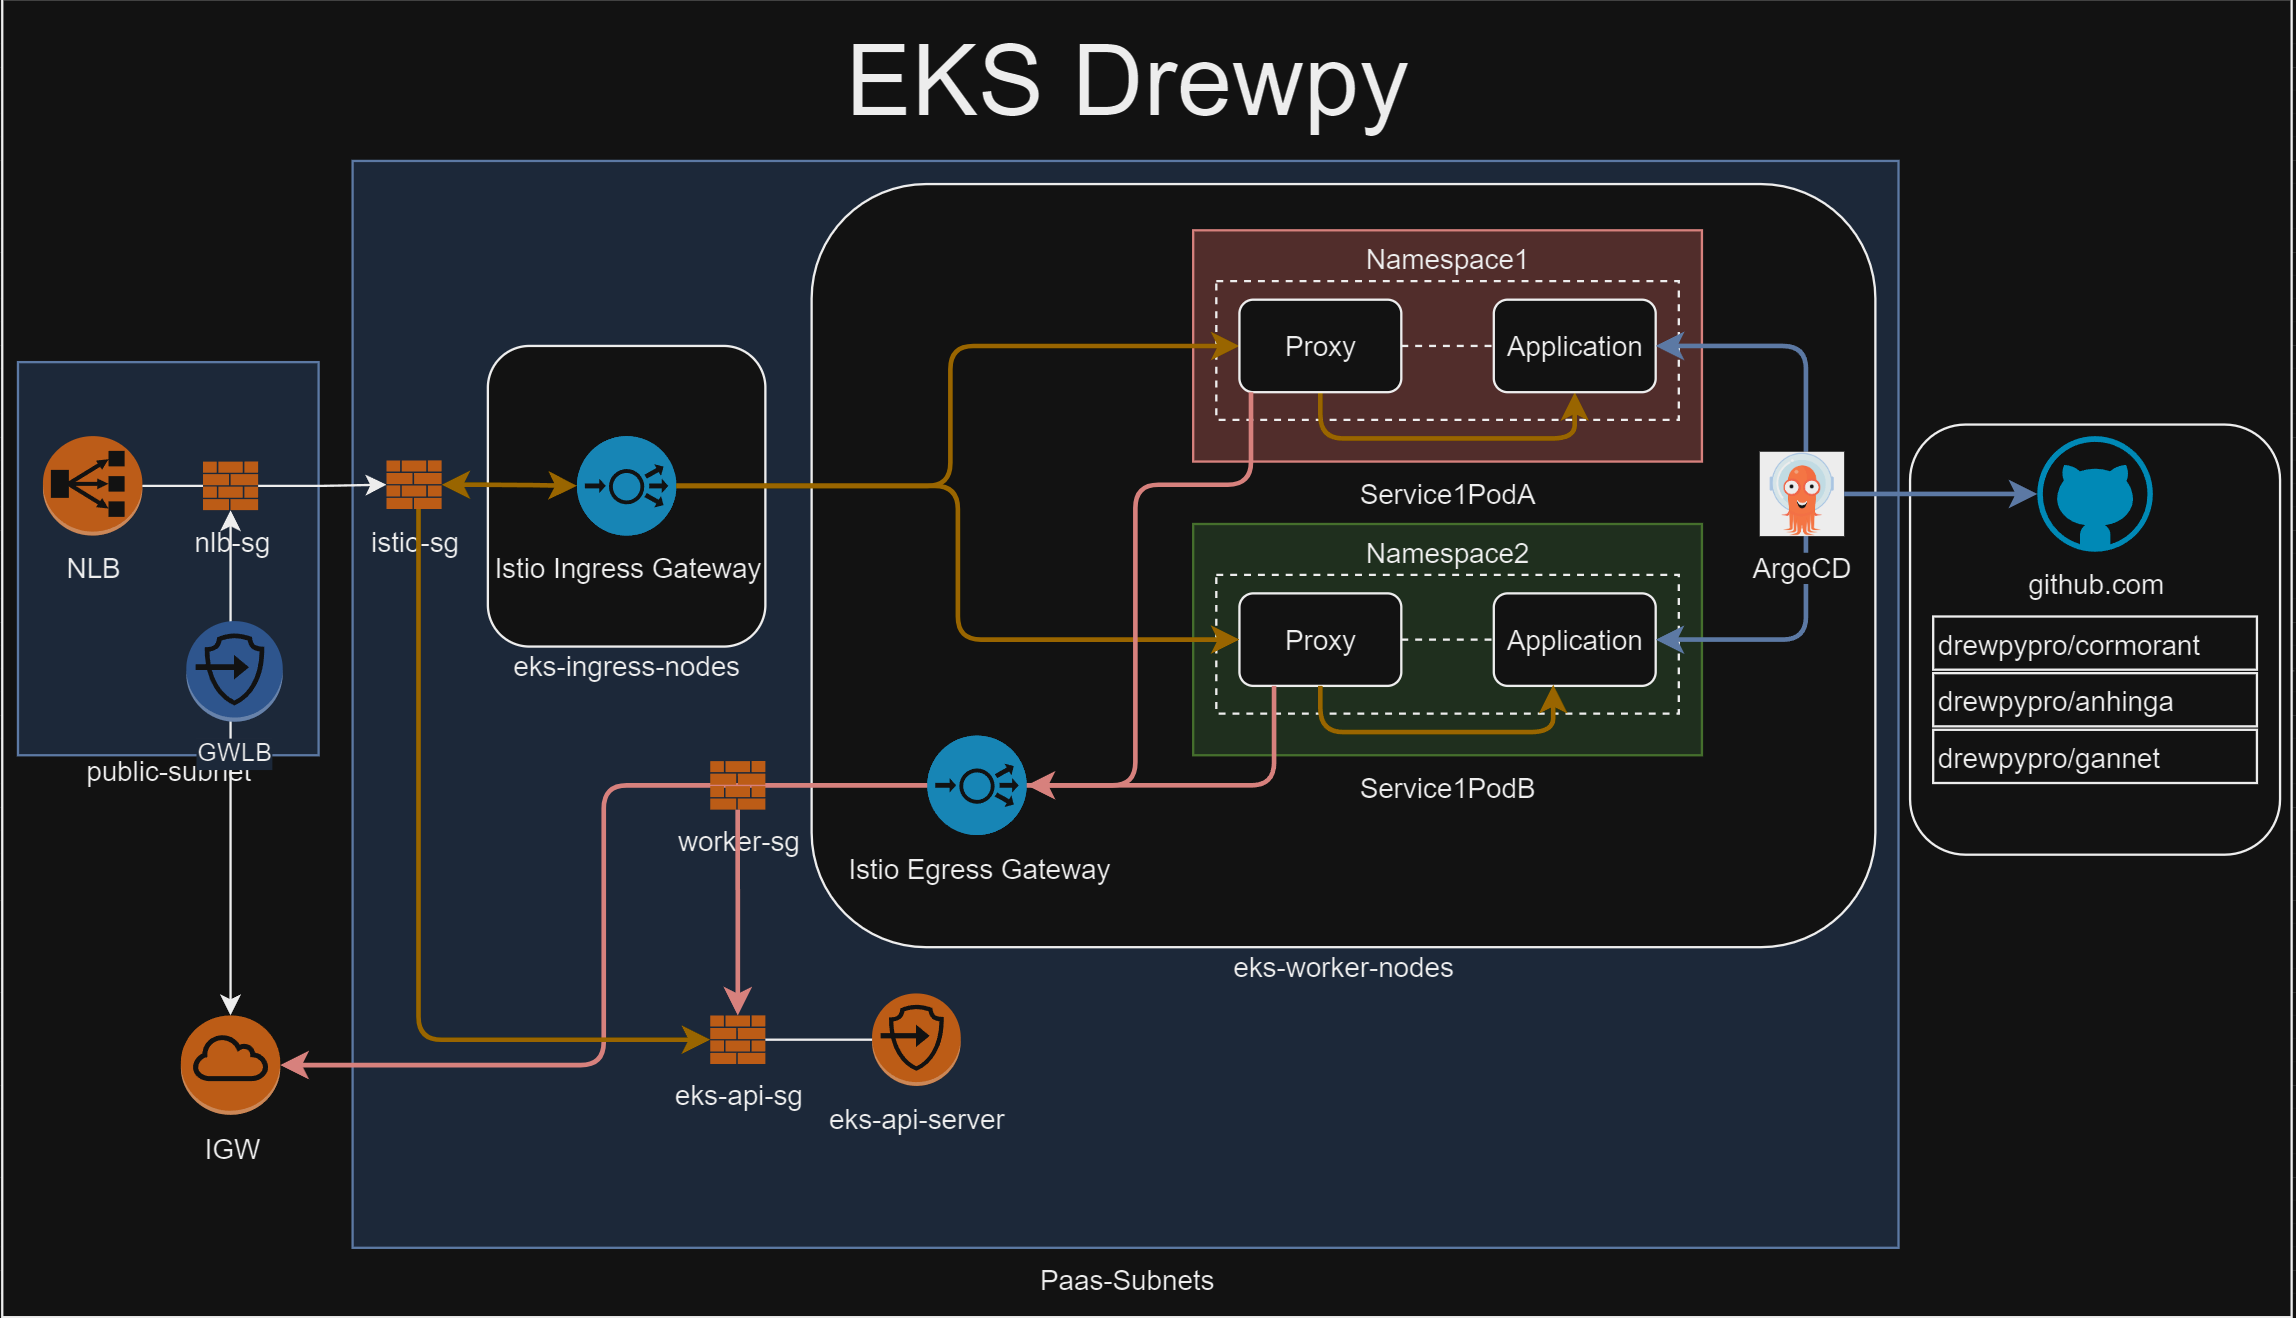 EKS Drewpy
NLB
nlb-sg
GWLB
public-subnet
IGW
istio-sg
Istio Ingress Gateway
eks-ingress-nodes
worker-sg
eks-api-sg
eks-api-server
Istio Egress Gateway
Namespace1
Proxy
Application
Service1PodA
Namespace2
Proxy
Application
Service1PodB
ArgoCD
eks-worker-nodes
github.com
drewpypro/cormorant
drewpypro/anhinga
drewpypro/gannet
Paas-Subnets